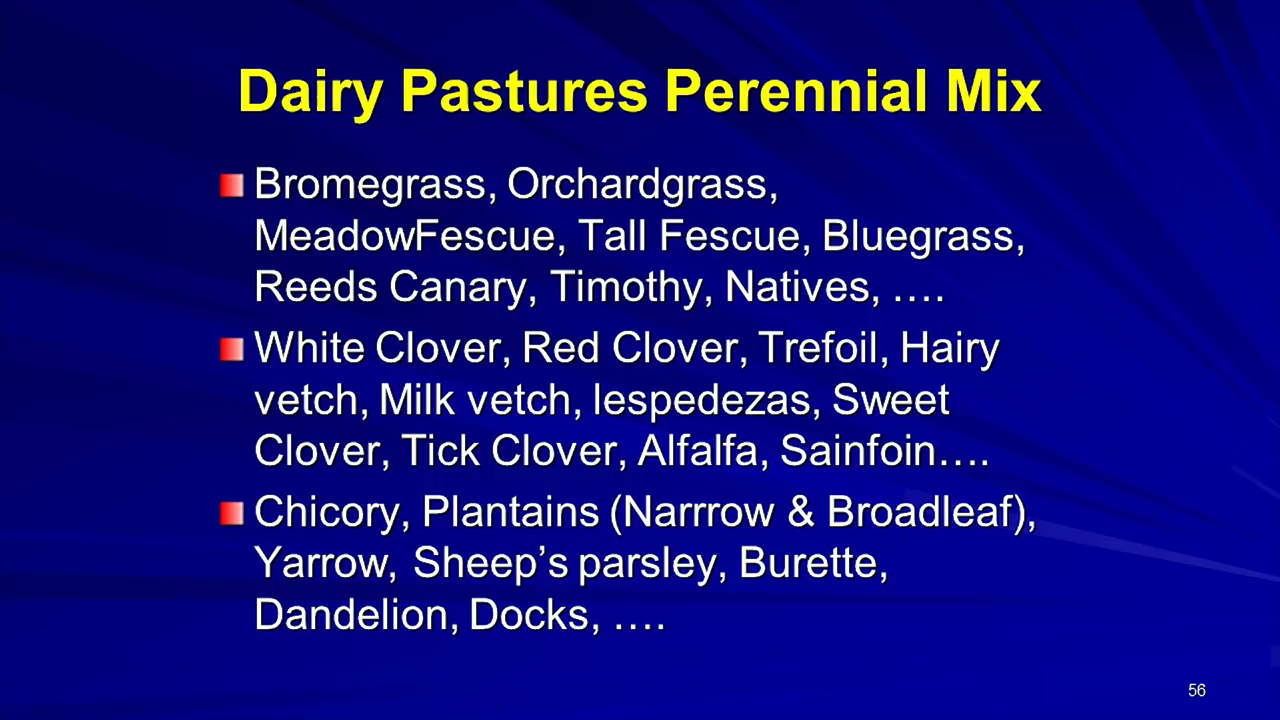 Dairy Pastures Perennial Mix
Bromegrass, Orchardgrass,
MeadowFescue, Tall Fescue, Bluegrass,
Reeds Canary, Timothy, Natives, ….
White Clover, Red Clover, Trefoil, Hairy
vetch, Milk vetch, lespedezas, Sweet
Clover, Tick Clover, Alfalfa, Sainfoin….
Chicory, Plantains (Narrrow & Broadleaf),
Yarrow, Sheep’s parsley, Burette,
Dandelion, Docks, ….
56